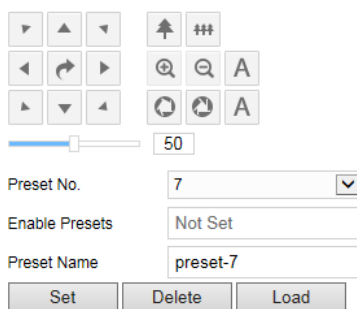 A
A
50
Preset No. 7
Enable Presets Not Set
Preset Name preset-7
Set Delete Load